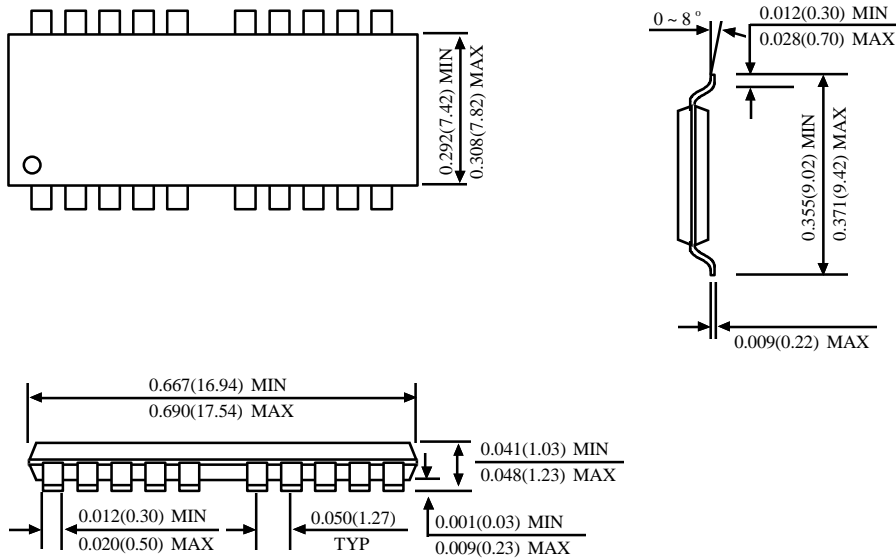 0 ~ 8 °
0.012(0.30) MIN
0.028(0.70) MAX
0.292(7.42) MIN
0.308(7.82) MAX
0.355(9.02) MIN
0.371(9.42) MAX
0.009(0.22) MAX
0.667(16.94) MIN
0.690(17.54) MAX
0.041(1.03) MIN
0.048(1.23) MAX
0.012(0.30) MIN
0.020(0.50) MAX
0.050(1.27)
TYP
0.001(0.03) MIN
0.009(0.23) MAX